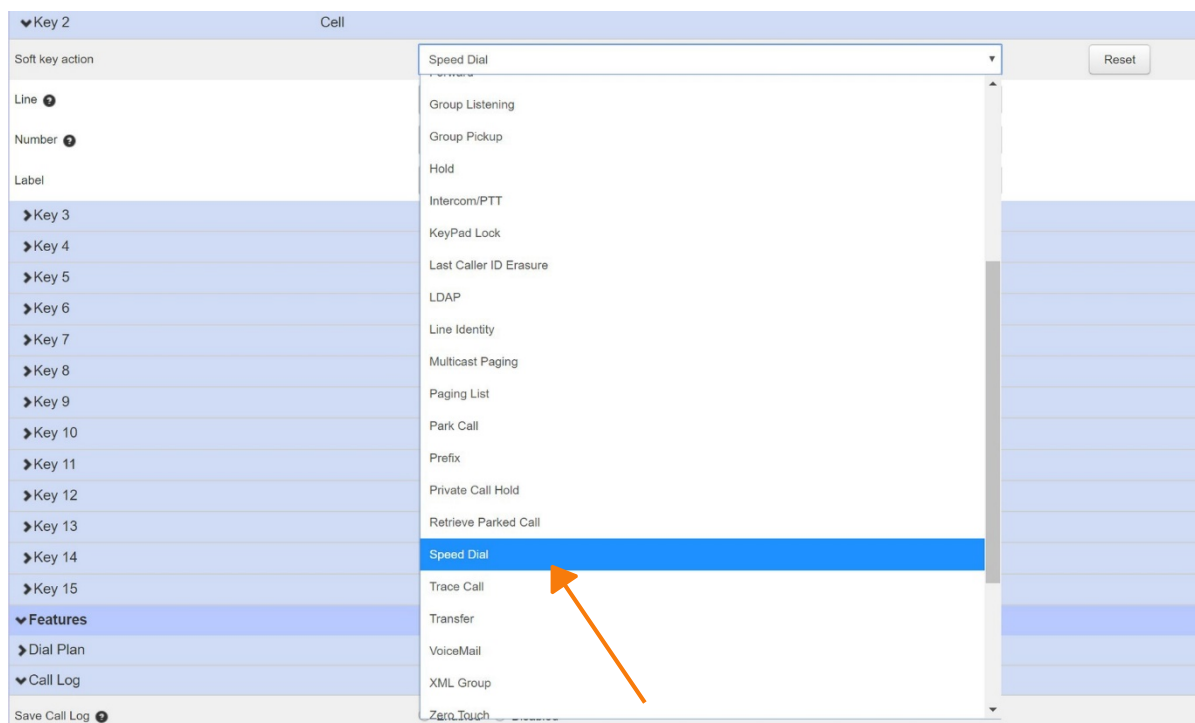 Key 2 Cell
Soft key action Speed Dial Reset
Line
Group Listening
Number
Group Pickup
Hold
Label
Intercom/PTT
Key 3
KeyPad Lock
Key 4
Last Caller ID Erasure
Key 5
LDAP
Key 6
Line Identity
Key 7
Multicast Paging
Key 8
Paging List
Key 9
Park Call
Key 10
Prefix
Key 11
Private Call Hold
Key 12
Retrieve Parked Call
Key 13
Speed Dial
Key 14
Trace Call
Key 15
Transfer
Features
VoiceMail
Dial Plan
XML Group
Call Log
Zero Touch
Save Call Log